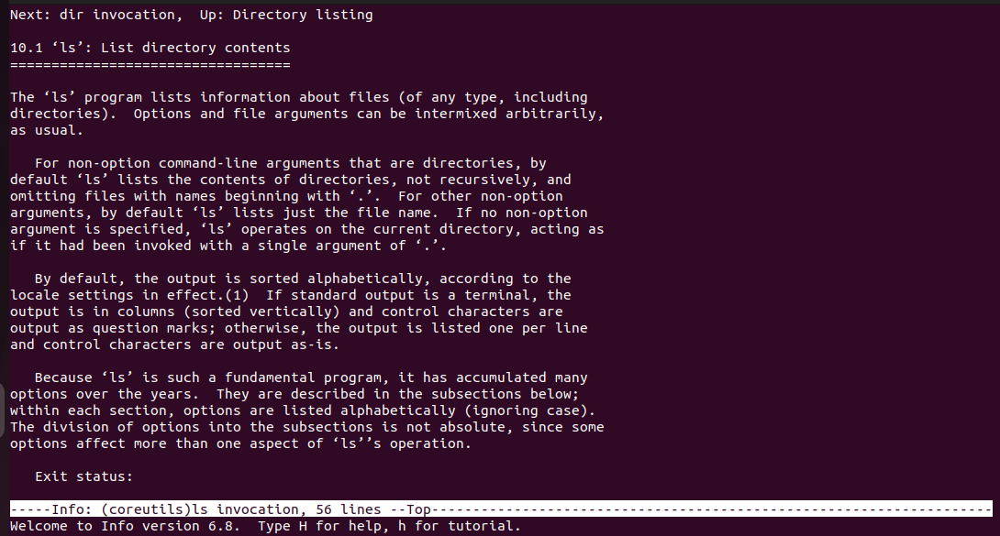 Next: dir invocation,  Up: Directory listing
10.1 ‘ls’: List directory contents
==================================
The ‘ls’ program lists information about files (of any type, including
directories).  Options and file arguments can be intermixed arbitrarily,
as usual.
For non-option command-line arguments that are directories, by
default ‘ls’ lists the contents of directories, not recursively, and
omitting files with names beginning with ‘.’.  For other non-option
arguments, by default ‘ls’ lists just the file name.  If no non-option
argument is specified, ‘ls’ operates on the current directory, acting as
if it had been invoked with a single argument of ‘.’.
By default, the output is sorted alphabetically, according to the
locale settings in effect.(1)  If standard output is a terminal, the
output is in columns (sorted vertically) and control characters are
output as question marks; otherwise, the output is listed one per line
and control characters are output as-is.
Because ‘ls’ is such a fundamental program, it has accumulated many
options over the years.  They are described in the subsections below;
within each section, options are listed alphabetically (ignoring case).
The division of options into the subsections is not absolute, since some
options affect more than one aspect of ‘ls’’s operation.
Exit status:
-----Info: (coreutils)ls invocation, 56 lines --Top--------------------------------------------------------------------
Welcome to Info version 6.8.  Type H for help, h for tutorial.